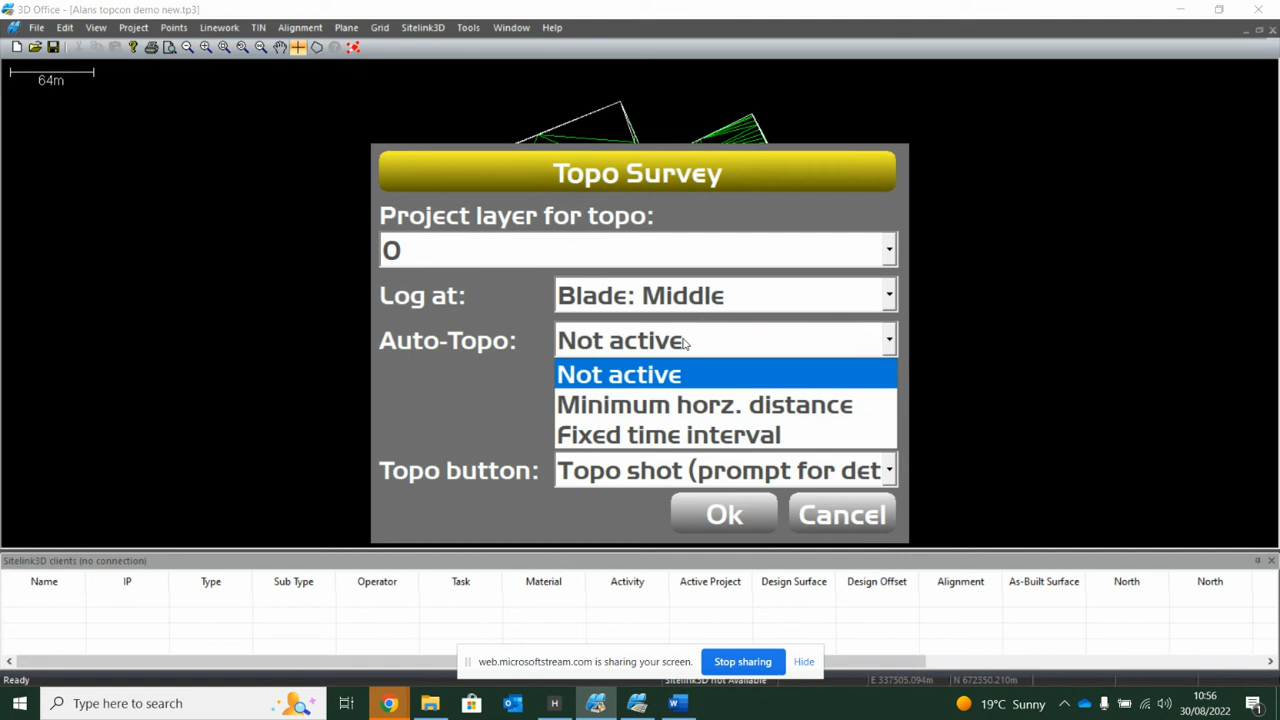 3D Office - [Alans topcon demo new.tp3]
File Edit View Project Points Linework TIN Alignment Plane Grid Sitelink3D Tools Window Help
64m
Topo Survey
Project layer for topo:
0
Log at: Blade: Middle
Auto-Topo: Not active
Not active
Minimum horz. distance
Fixed time interval
Topo button: Topo shot (prompt for det
Ok Cancel
Sitelink3D clients (no connection)
Name IP Type Sub Type Operator Task Material Activity Active Project Design Surface Design Offset Alignment As-Built Surface North North
web.microsoftstream.com is sharing your screen. Stop sharing Hide
Ready Sitelink3D not Available E 337505.094m N 672350.210m
Type here to search 19°C Sunny 10:56
30/08/2022